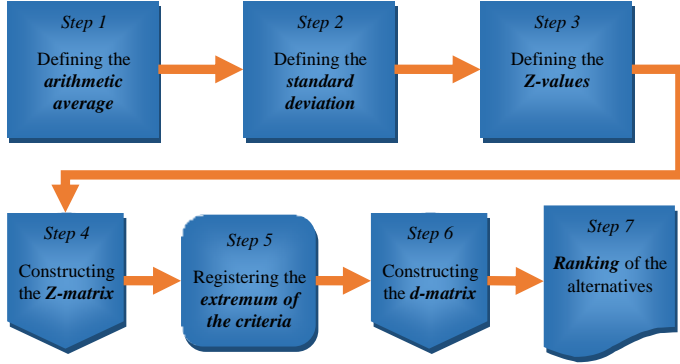 Step 1
Defining the
arithmetic
average
Step 2
Defining the
standard
deviation
Step 3
Defining the
Z-values
Step 4
Constructing
the Z-matrix
Step 5
Registering the
extremum of
the criteria
Step 6
Constructing
the d-matrix
Step 7
Ranking of the
alternatives